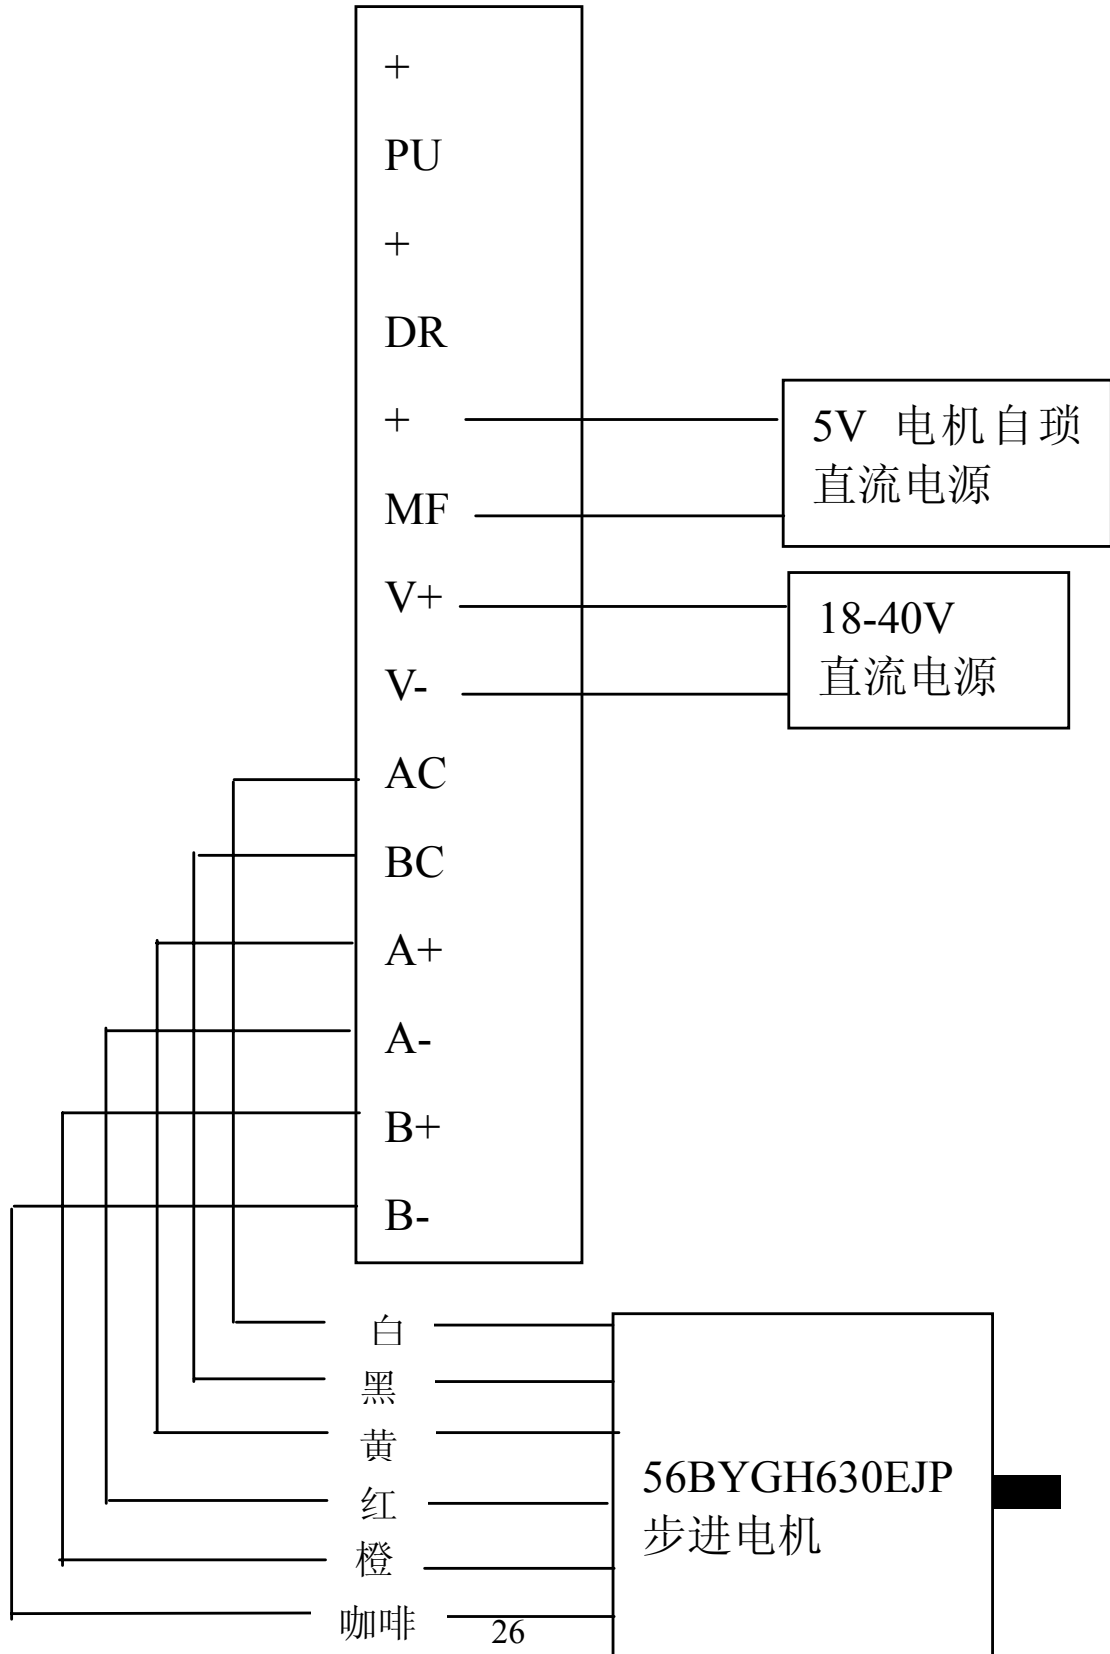 +
PU
+
DR
+
MF
V+
V-
AC
BC
A+
A-
B+
B-
5V 电机自琐
直流电源
18-40V
直流电源
白
黑
黄
红
橙
咖啡
56BYGH630EJP
步进电机
26